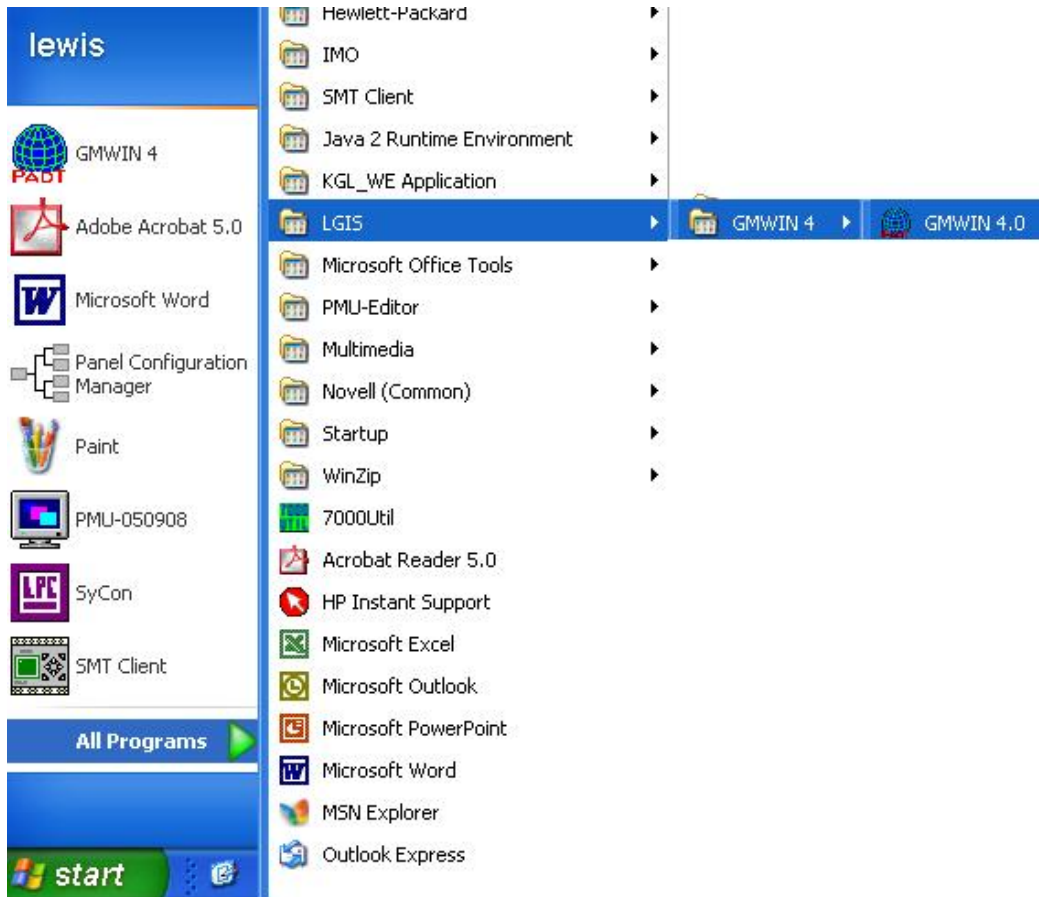 lewis
GMWIN 4
PADT
Adobe Acrobat 5.0
Microsoft Word
Panel Configuration
Manager
Paint
PMU-050908
LPC
SyCon
SMT Client
All Programs
start
Hewlett-Packard
IMO
SMT Client
Java 2 Runtime Environment
KGL_WE Application
LGIS
GMWIN 4
GMWIN 4.0
Microsoft Office Tools
PMU-Editor
Multimedia
Novell (Common)
Startup
WinZip
7000Util
Acrobat Reader 5.0
HP Instant Support
Microsoft Excel
Microsoft Outlook
Microsoft PowerPoint
Microsoft Word
MSN Explorer
Outlook Express